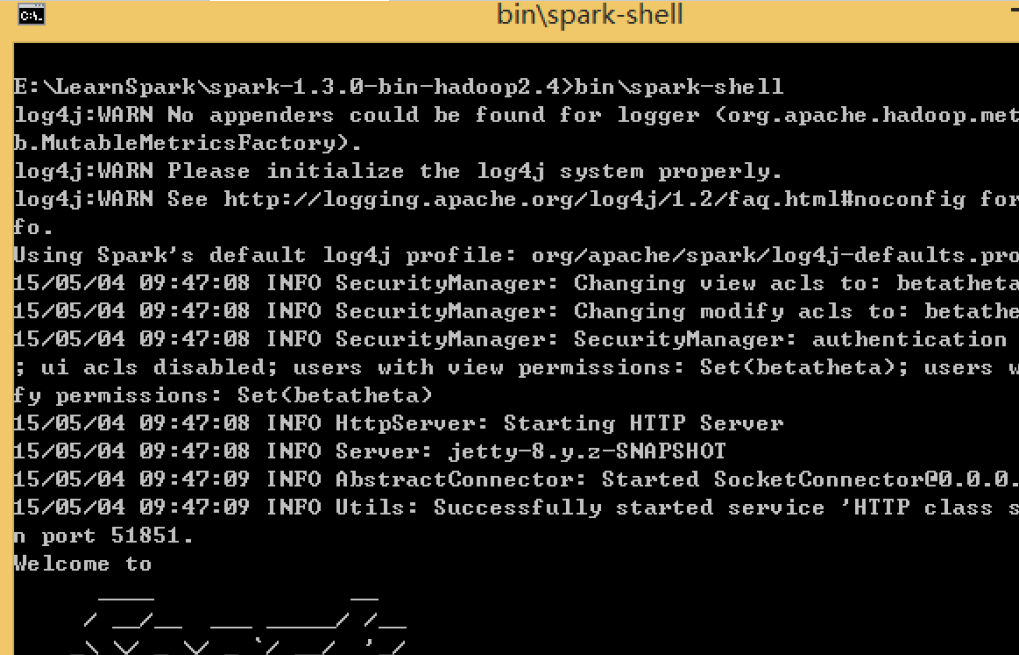 bin\spark-shell
E:\LearnSpark\spark-1.3.0-bin-hadoop2.4>bin\spark-shell
log4j:WARN No appenders could be found for logger (org.apache.hadoop.met
b.MutableMetricsFactory).
log4j:WARN Please initialize the log4j system properly.
log4j:WARN See http://logging.apache.org/log4j/1.2/faq.html#noconfig for
fo.
Using Spark's default log4j profile: org/apache/spark/log4j-defaults.pro
15/05/04 09:47:08 INFO SecurityManager: Changing view acls to: betatheta
15/05/04 09:47:08 INFO SecurityManager: Changing modify acls to: betathe
15/05/04 09:47:08 INFO SecurityManager: SecurityManager: authentication
; ui acls disabled; users with view permissions: Set(betatheta); users w
fy permissions: Set(betatheta)
15/05/04 09:47:08 INFO HttpServer: Starting HTTP Server
15/05/04 09:47:08 INFO Server: jetty-8.y.z-SNAPSHOT
15/05/04 09:47:09 INFO AbstractConnector: Started SocketConnector@0.0.0.
15/05/04 09:47:09 INFO Utils: Successfully started service 'HTTP class s
n port 51851.
Welcome to